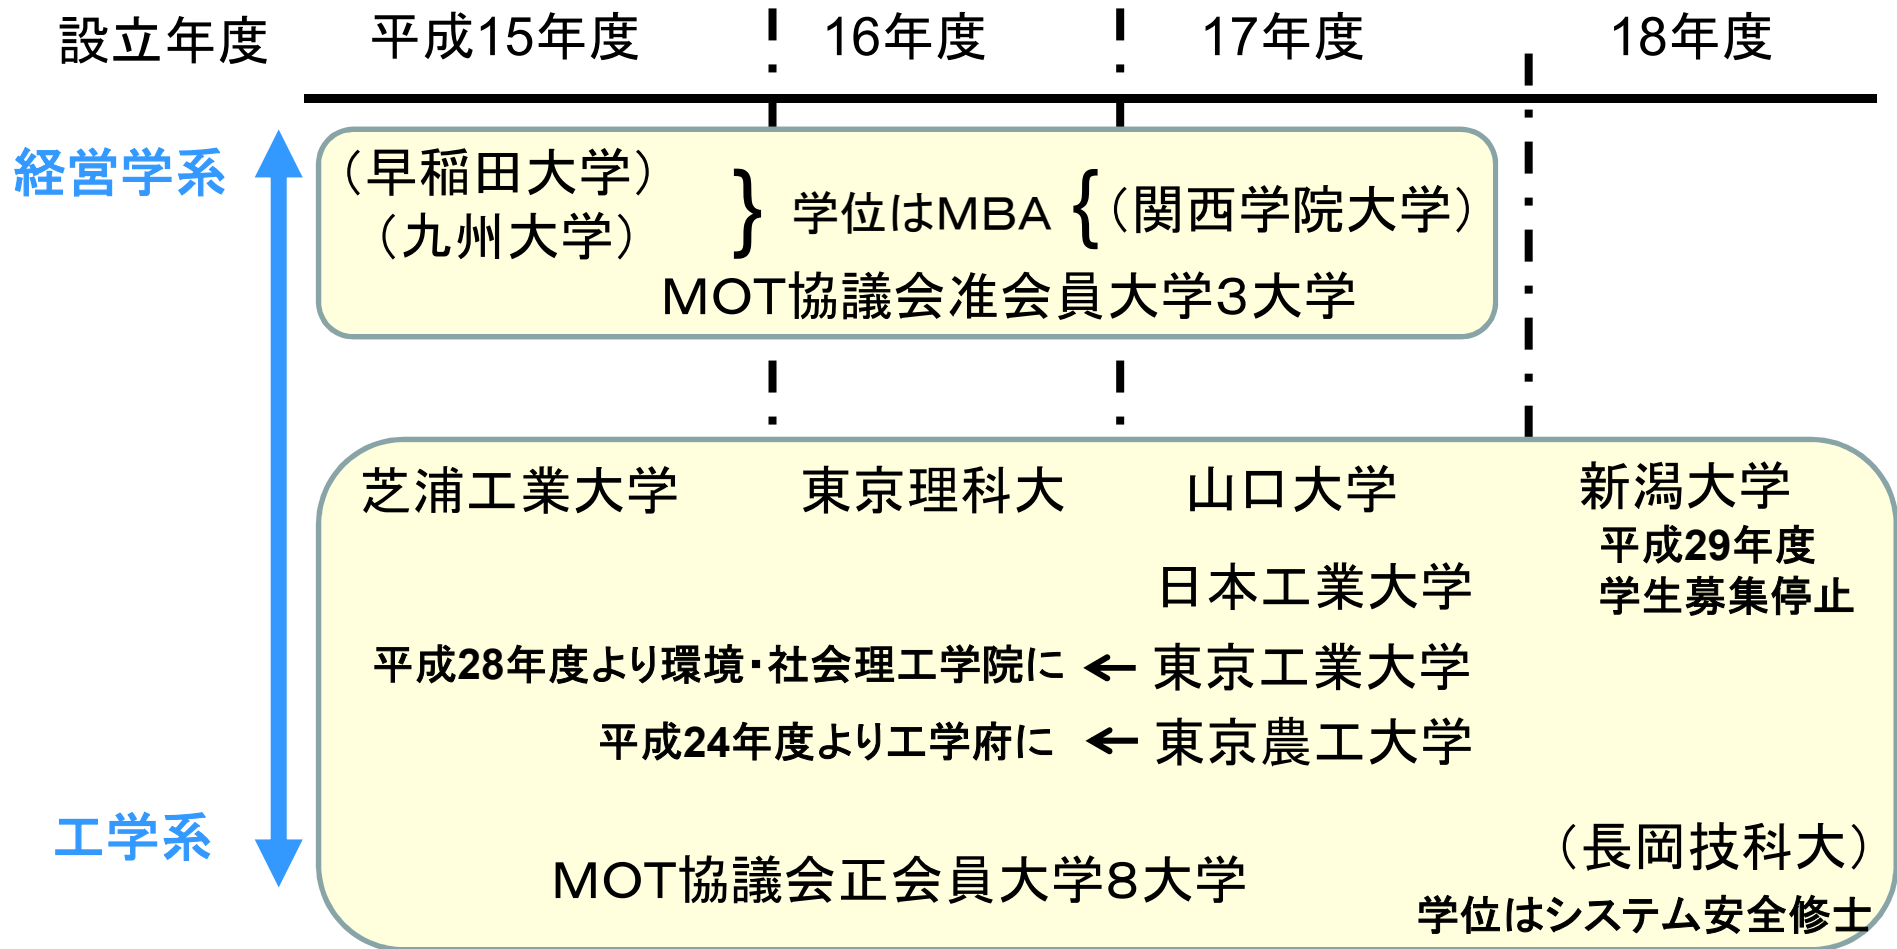 設立年度 平成15年度 16年度 17年度 18年度
経営学系
（早稲田大学）
（九州大学）
} 学位はMBA {（関西学院大学）
MOT協議会准会員大学3大学
芝浦工業大学 東京理科大 山口大学 新潟大学
平成29年度
学生募集停止
日本工業大学
平成28年度より環境・社会理工学院に ← 東京工業大学
平成24年度より工学府に ← 東京農工大学
工学系
（長岡技科大）
MOT協議会正会員大学8大学
学位はシステム安全修士